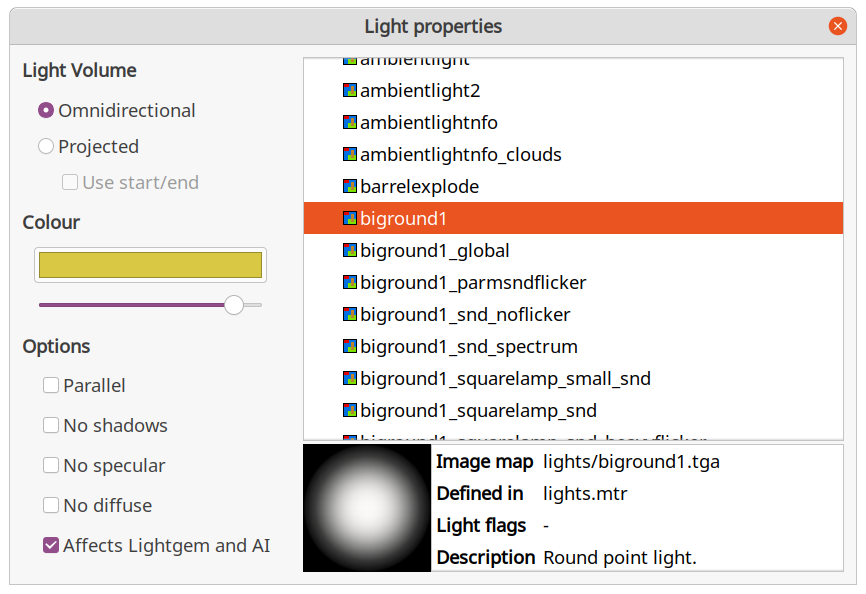 Light properties
Light Volume
Omnidirectional
Projected
Use start/end
Colour
Options
Parallel
No shadows
No specular
No diffuse
Affects Lightgem and AI
ambientlight
ambientlight2
ambientlightnfo
ambientlightnfo_clouds
barrelexplode
biground1
biground1_global
biground1_parmsndflicker
biground1_snd_noflicker
biground1_snd_spectrum
biground1_squarelamp_small_snd
biground1_squarelamp_snd
Image map lights/biground1.tga
Defined in lights.mtr
Light flags -
Description Round point light.